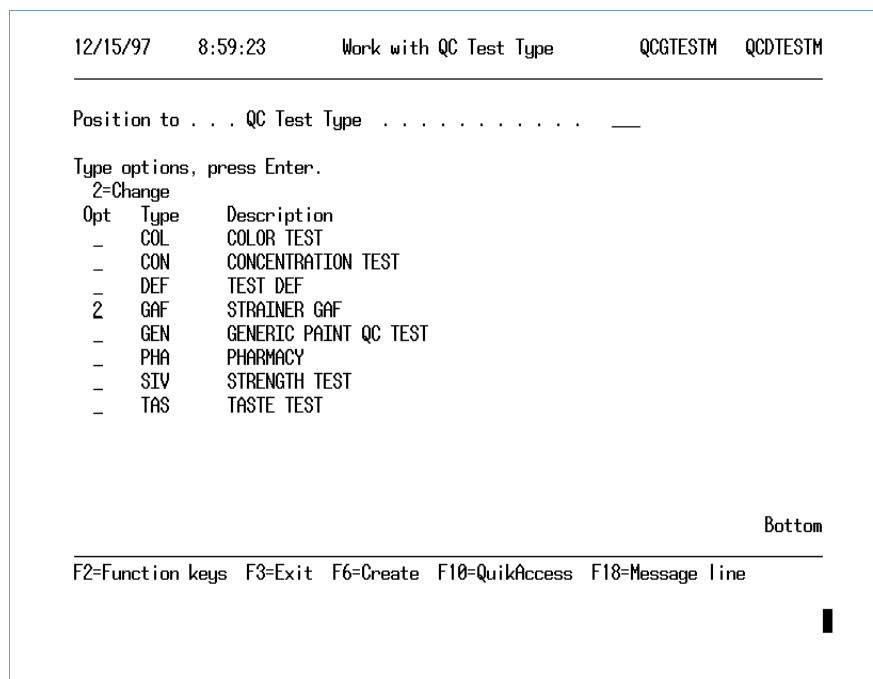 12/15/97 8:59:23 Work with QC Test Type QCGTESTM QCDTESTM
Position to . . . QC Test Type . . . . . . . . . . . ___
Type options, press Enter.
2=Change
Opt Type Description
_ COL COLOR TEST
_ CON CONCENTRATION TEST
_ DEF TEST DEF
2 GAF STRAINER GAF
_ GEN GENERIC PAINT QC TEST
_ PHA PHARMACY
_ SIV STRENGTH TEST
_ TAS TASTE TEST
Bottom
F2=Function keys F3=Exit F6=Create F10=QuikAccess F18=Message line